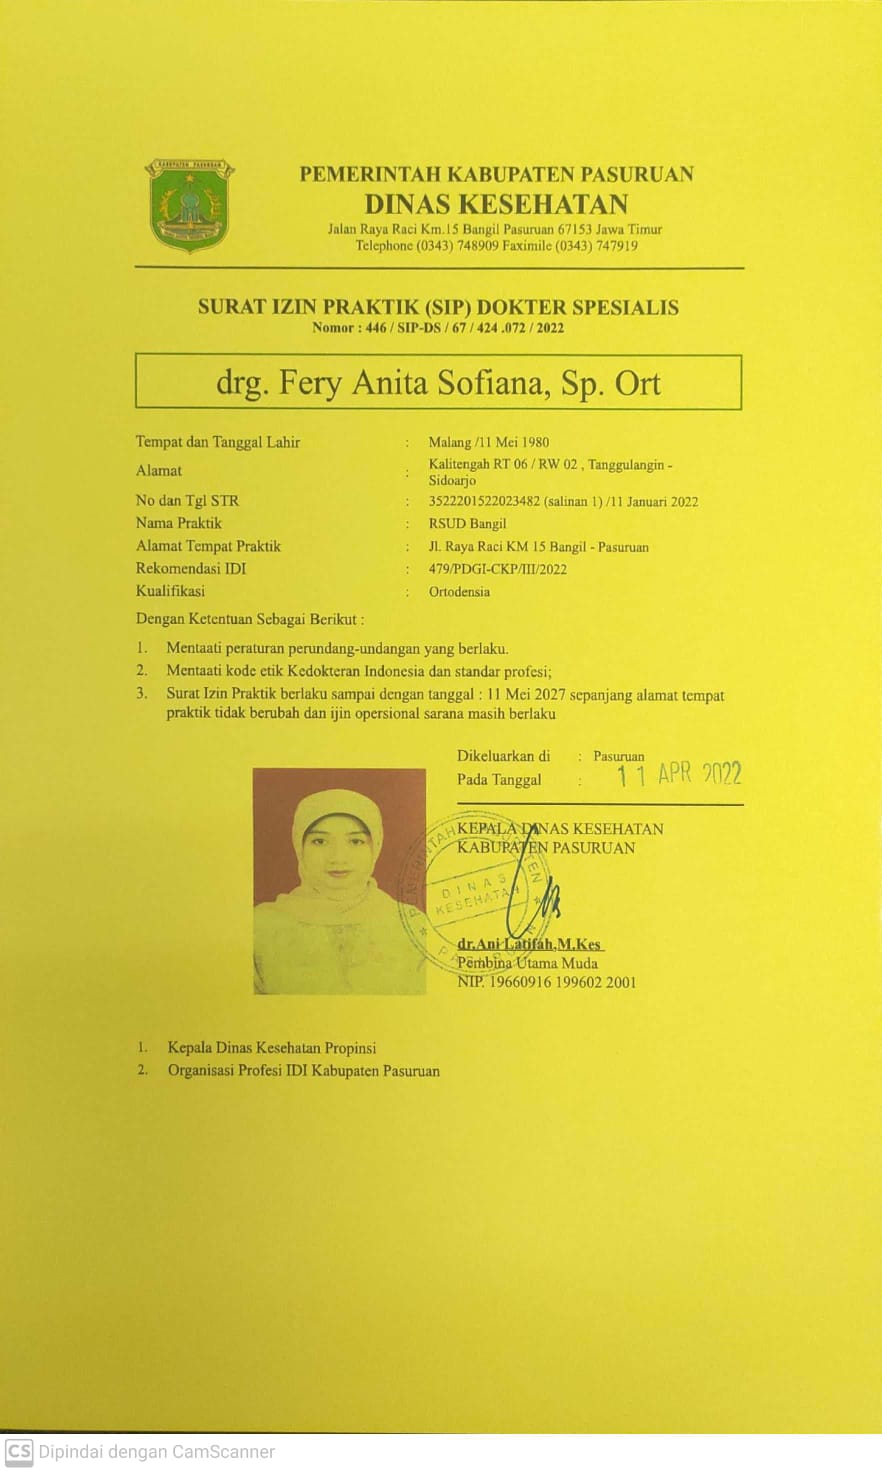 KABUPATEN PASURUAN
PEMERINTAH KABUPATEN PASURUAN
DINAS KESEHATAN
Jalan Raya Raci Km.15 Bangil Pasuruan 67153 Jawa Timur
Telephone (0343) 748909 Faximile (0343) 747919
SURAT IZIN PRAKTIK (SIP) DOKTER SPESIALIS
Nomor : 446 / SIP-DS / 67 / 424 .072 / 2022
drg. Fery Anita Sofiana, Sp. Ort
Tempat dan Tanggal Lahir : Malang /11 Mei 1980
Alamat : Kalitengah RT 06 / RW 02 , Tanggulangin -
Sidoarjo
No dan Tgl STR : 3522201522023482 (salinan 1) /11 Januari 2022
Nama Praktik : RSUD Bangil
Alamat Tempat Praktik : Jl. Raya Raci KM 15 Bangil - Pasuruan
Rekomendasi IDI : 479/PDGI-CKP/III/2022
Kualifikasi : Ortodensia
Dengan Ketentuan Sebagai Berikut :
1. Mentaati peraturan perundang-undangan yang berlaku.
2. Mentaati kode etik Kedokteran Indonesia dan standar profesi;
3. Surat Izin Praktik berlaku sampai dengan tanggal : 11 Mei 2027 sepanjang alamat tempat
praktik tidak berubah dan ijin opersional sarana masih berlaku
Dikeluarkan di : Pasuruan
Pada Tanggal : 11 APR 2022
KEPALA DINAS KESEHATAN
KABUPATEN PASURUAN
DINAS
KESEHATAN
dr.Ani Latifah,M.Kes
Pembina Utama Muda
NIP. 19660916 199602 2001
1. Kepala Dinas Kesehatan Propinsi
2. Organisasi Profesi IDI Kabupaten Pasuruan
CS Dipindai dengan CamScanner